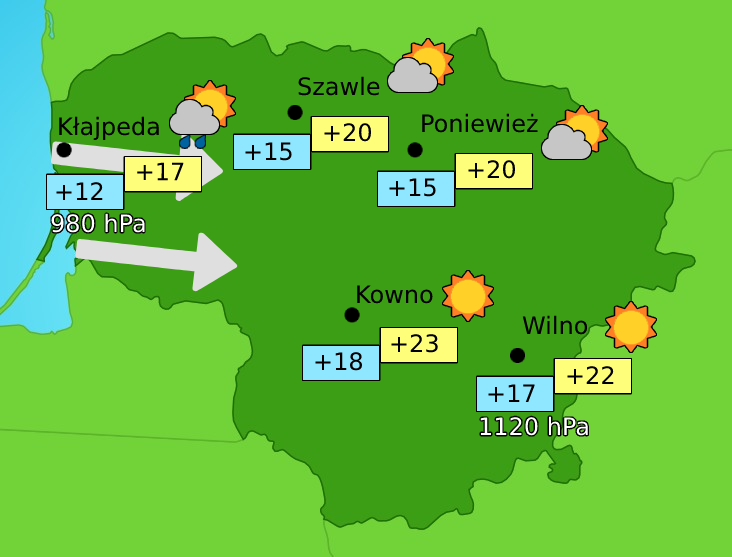 Szawle
Kłajpeda
Poniewież
+20
+15
+17
+20
+12
+15
980 hPa
Kowno
Wilno
+23
+18
+22
+17
1120 hPa